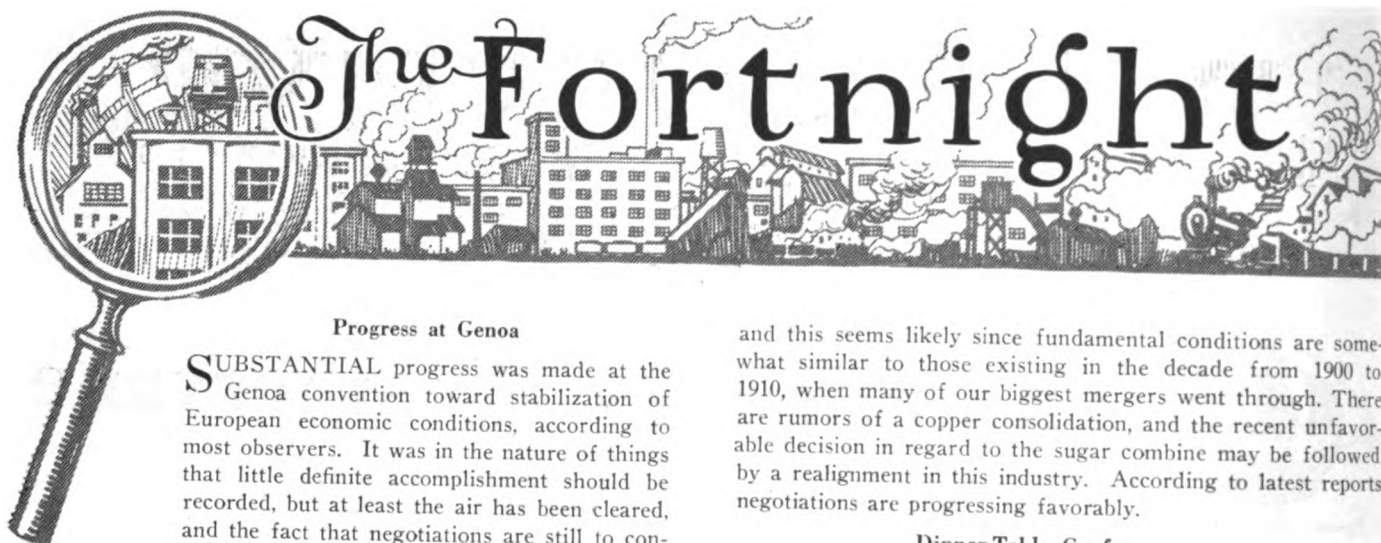 The Fortnight
Progress at Genoa
SUBSTANTIAL progress was made at the
Genoa convention toward stabilization of
European economic conditions, according to
most observers. It was in the nature of things
that little definite accomplishment should be
recorded, but at least the air has been cleared,
and the fact that negotiations are still to con-
and this seems likely since fundamental conditions are some-
what similar to those existing in the decade from 1900 to
1910, when many of our biggest mergers went through. There
are rumors of a copper consolidation, and the recent unfavor-
able decision in regard to the sugar combine may be followed
by a realignment in this industry. According to latest reports
negotiations are progressing favorably.